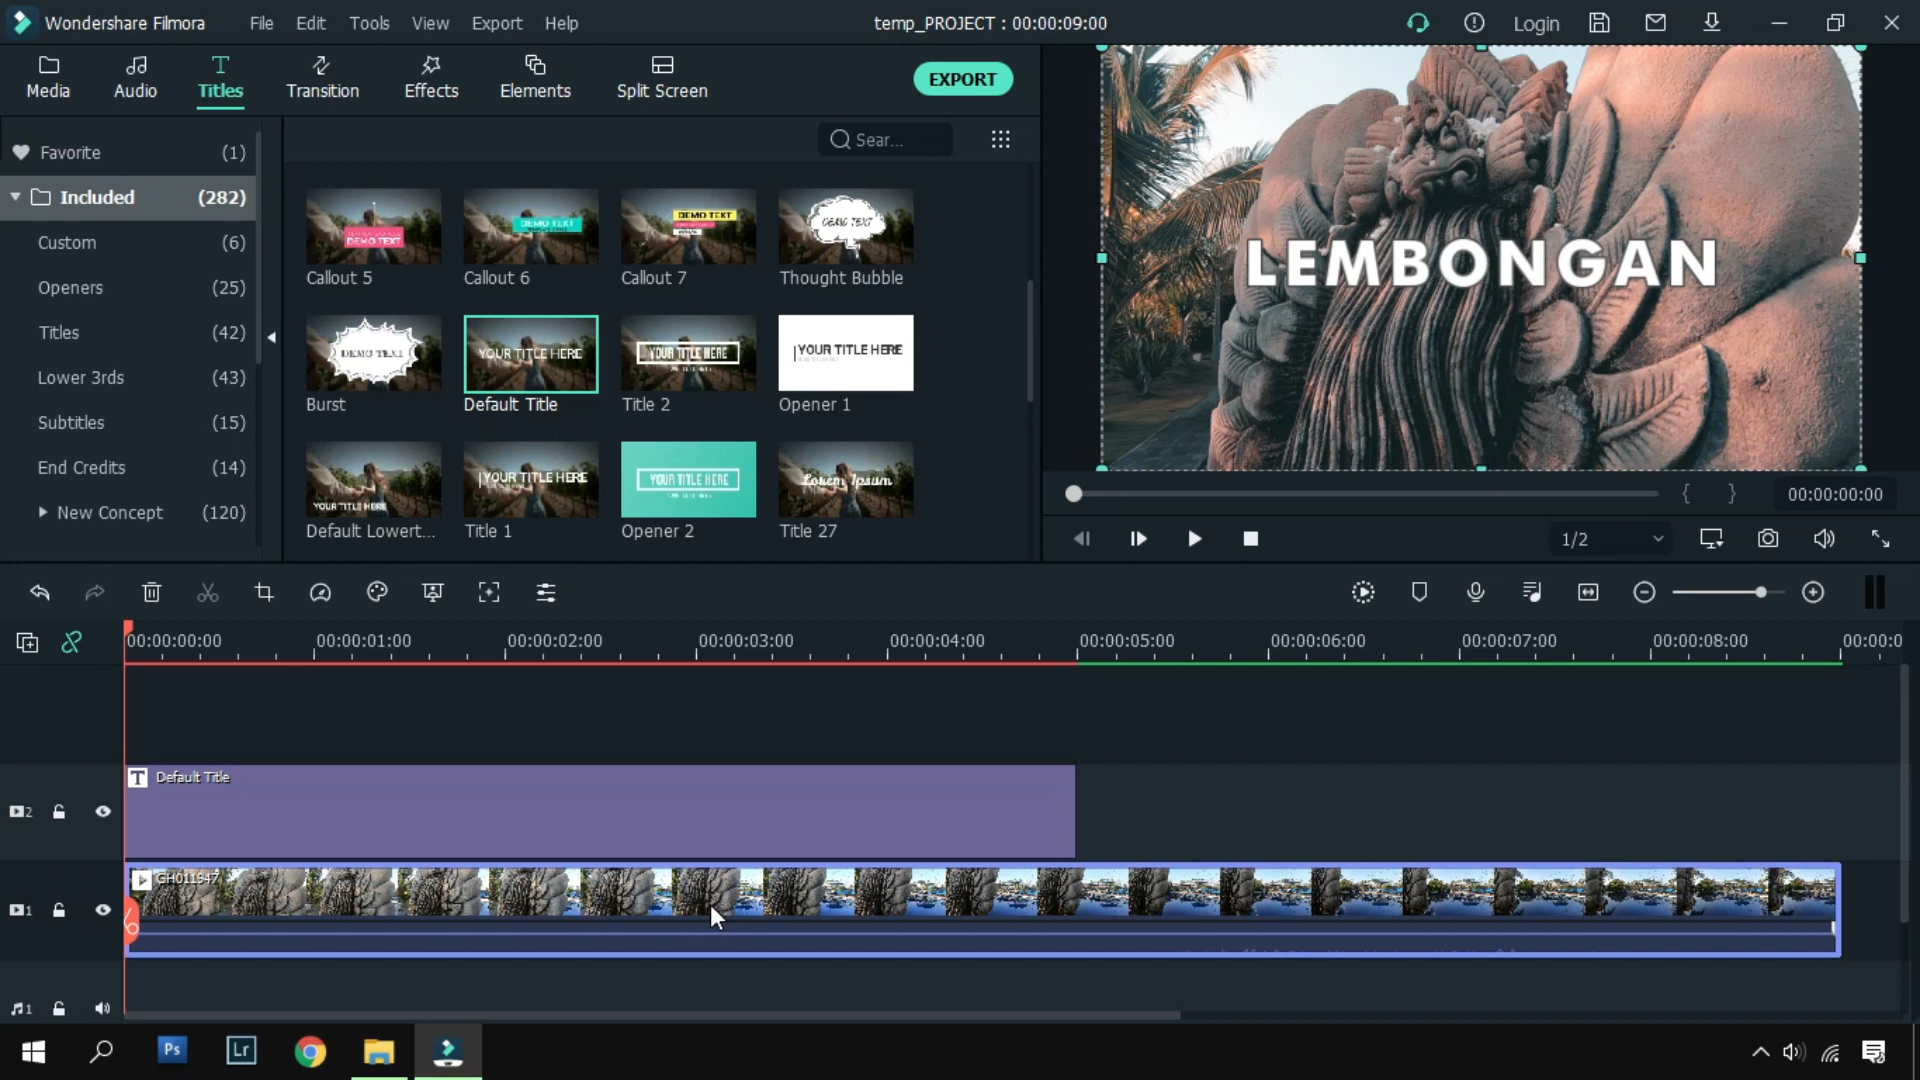 Wondershare Filmora
File Edit Tools View Export Help
temp_PROJECT : 00:00:09:00
Login
Media
Audio
Titles
Transition
Effects
Elements
Split Screen
EXPORT
Favorite (1)
Included (282)
Custom (6)
Openers (25)
Titles (42)
Lower 3rds (43)
Subtitles (15)
End Credits (14)
New Concept (120)
Sear...
DEMO TEXT
DEMO TEXT
DEMO TEXT
DEMO TEXT
Callout 5
Callout 6
Callout 7
Thought Bubble
DEMO TEXT
YOUR TITLE HERE
YOUR TITLE HERE
YOUR TITLE HERE
Burst
Default Title
Title 2
Opener 1
YOUR TITLE HERE
YOUR TITLE HERE
YOUR TITLE HERE
Lorem Ipsum
Default Lowert...
Title 1
Opener 2
Title 27
LEMBONGAN
{ }
00:00:00:00
1/2
00:00:00:00
00:00:01:00
00:00:02:00
00:00:03:00
00:00:04:00
00:00:05:00
00:00:06:00
00:00:07:00
00:00:08:00
00:00:0
T Default Title
2
GH011947
1
1
Ps
Lr